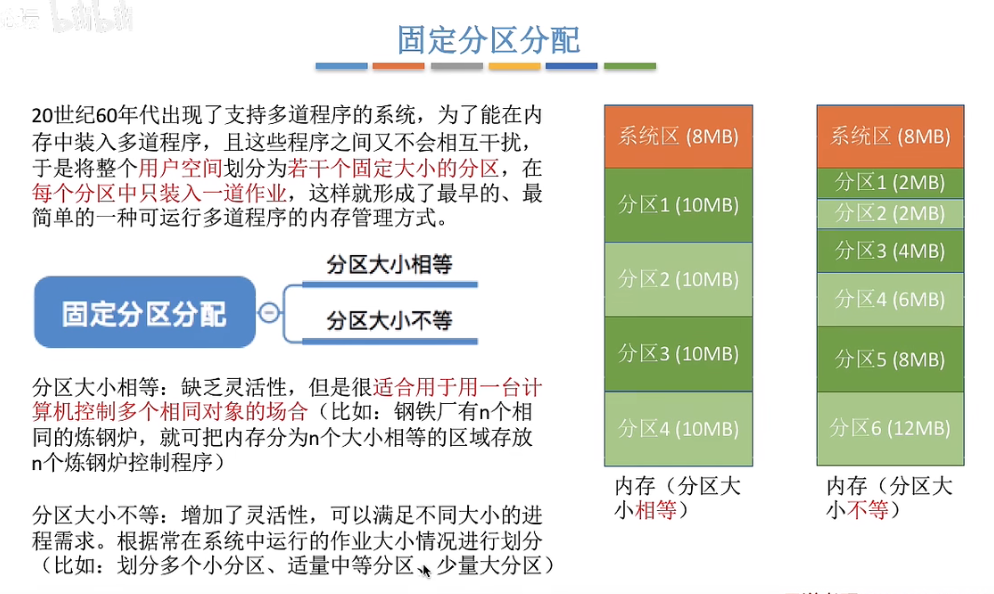 固定分区分配
20世纪60年代出现了支持多道程序的系统，为了能在内
存中装入多道程序，且这些程序之间又不会相互干扰，
于是将整个用户空间划分为若干个固定大小的分区，在
每个分区中只装入一道作业，这样就形成了最早的、最
简单的一种可运行多道程序的内存管理方式。
固定分区分配
分区大小相等
分区大小不等
分区大小相等：缺乏灵活性，但是很适合用于用一台计
算机控制多个相同对象的场合（比如：钢铁厂有n个相
同的炼钢炉，就可把内存分为n个大小相等的区域存放
n个炼钢炉控制程序）
分区大小不等：增加了灵活性，可以满足不同大小的进
程需求。根据常在系统中运行的作业大小情况进行划分
（比如：划分多个小分区、适量中等分区、少量大分区）
系统区 (8MB)
分区1 (10MB)
分区2 (10MB)
分区3 (10MB)
分区4 (10MB)
内存（分区大
小相等）
系统区 (8MB)
分区1 (2MB)
分区2 (2MB)
分区3 (4MB)
分区4 (6MB)
分区5 (8MB)
分区6 (12MB)
内存（分区大
小不等）